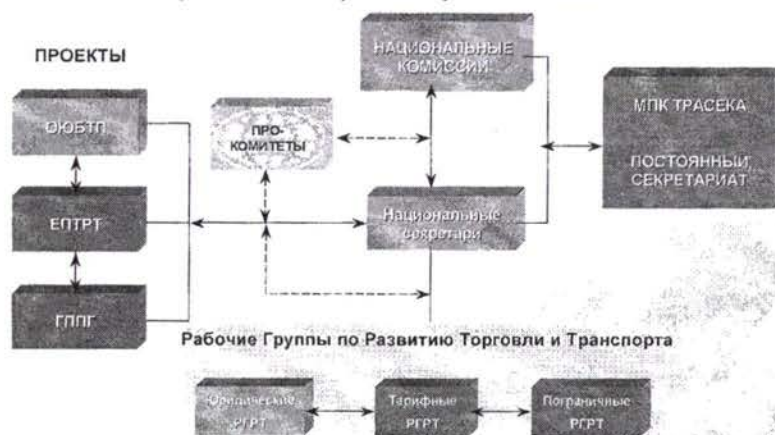 ПРОЕКТЫ
НАЦИОНАЛЬНЫЕ
КОМИССИИ
МПК ТРАСЕКА
ПОСТОЯННЫЙ
СЕКРЕТАРИАТ
ОЮБТП
ПРО-
КОМИТЕТЫ
ЕПТРТ
Национальные
секретари
ГППГ
Рабочие Группы по Развитию Торговли и Транспорта
Юридические
РГРТ
Тарифные
РГРТ
Пограничные
РГРТ